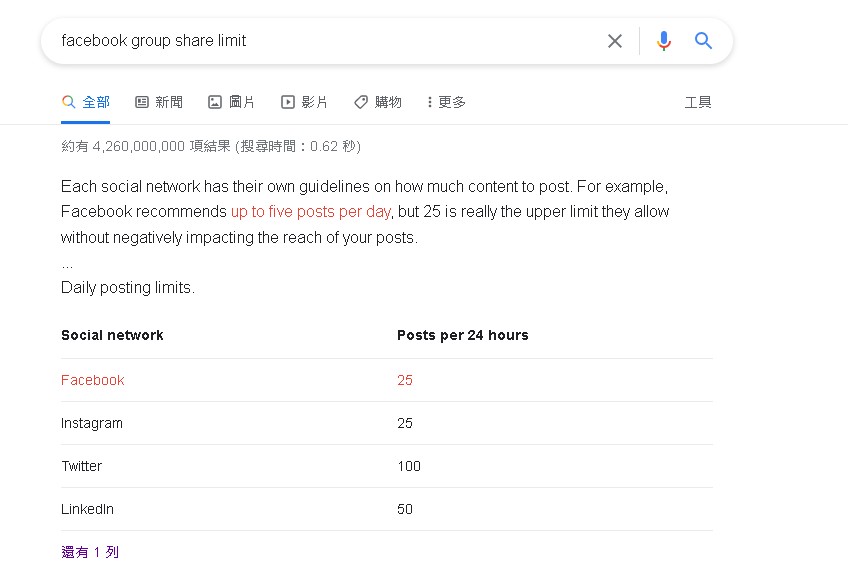 facebook group share limit
全部 新聞 圖片 影片 購物 更多 工具
約有 4,260,000,000 項結果 (搜尋時間：0.62 秒)
Each social network has their own guidelines on how much content to post. For example,
Facebook recommends up to five posts per day, but 25 is really the upper limit they allow
without negatively impacting the reach of your posts.
...
Daily posting limits.
Social network Posts per 24 hours
Facebook 25
Instagram 25
Twitter 100
LinkedIn 50
還有 1 列